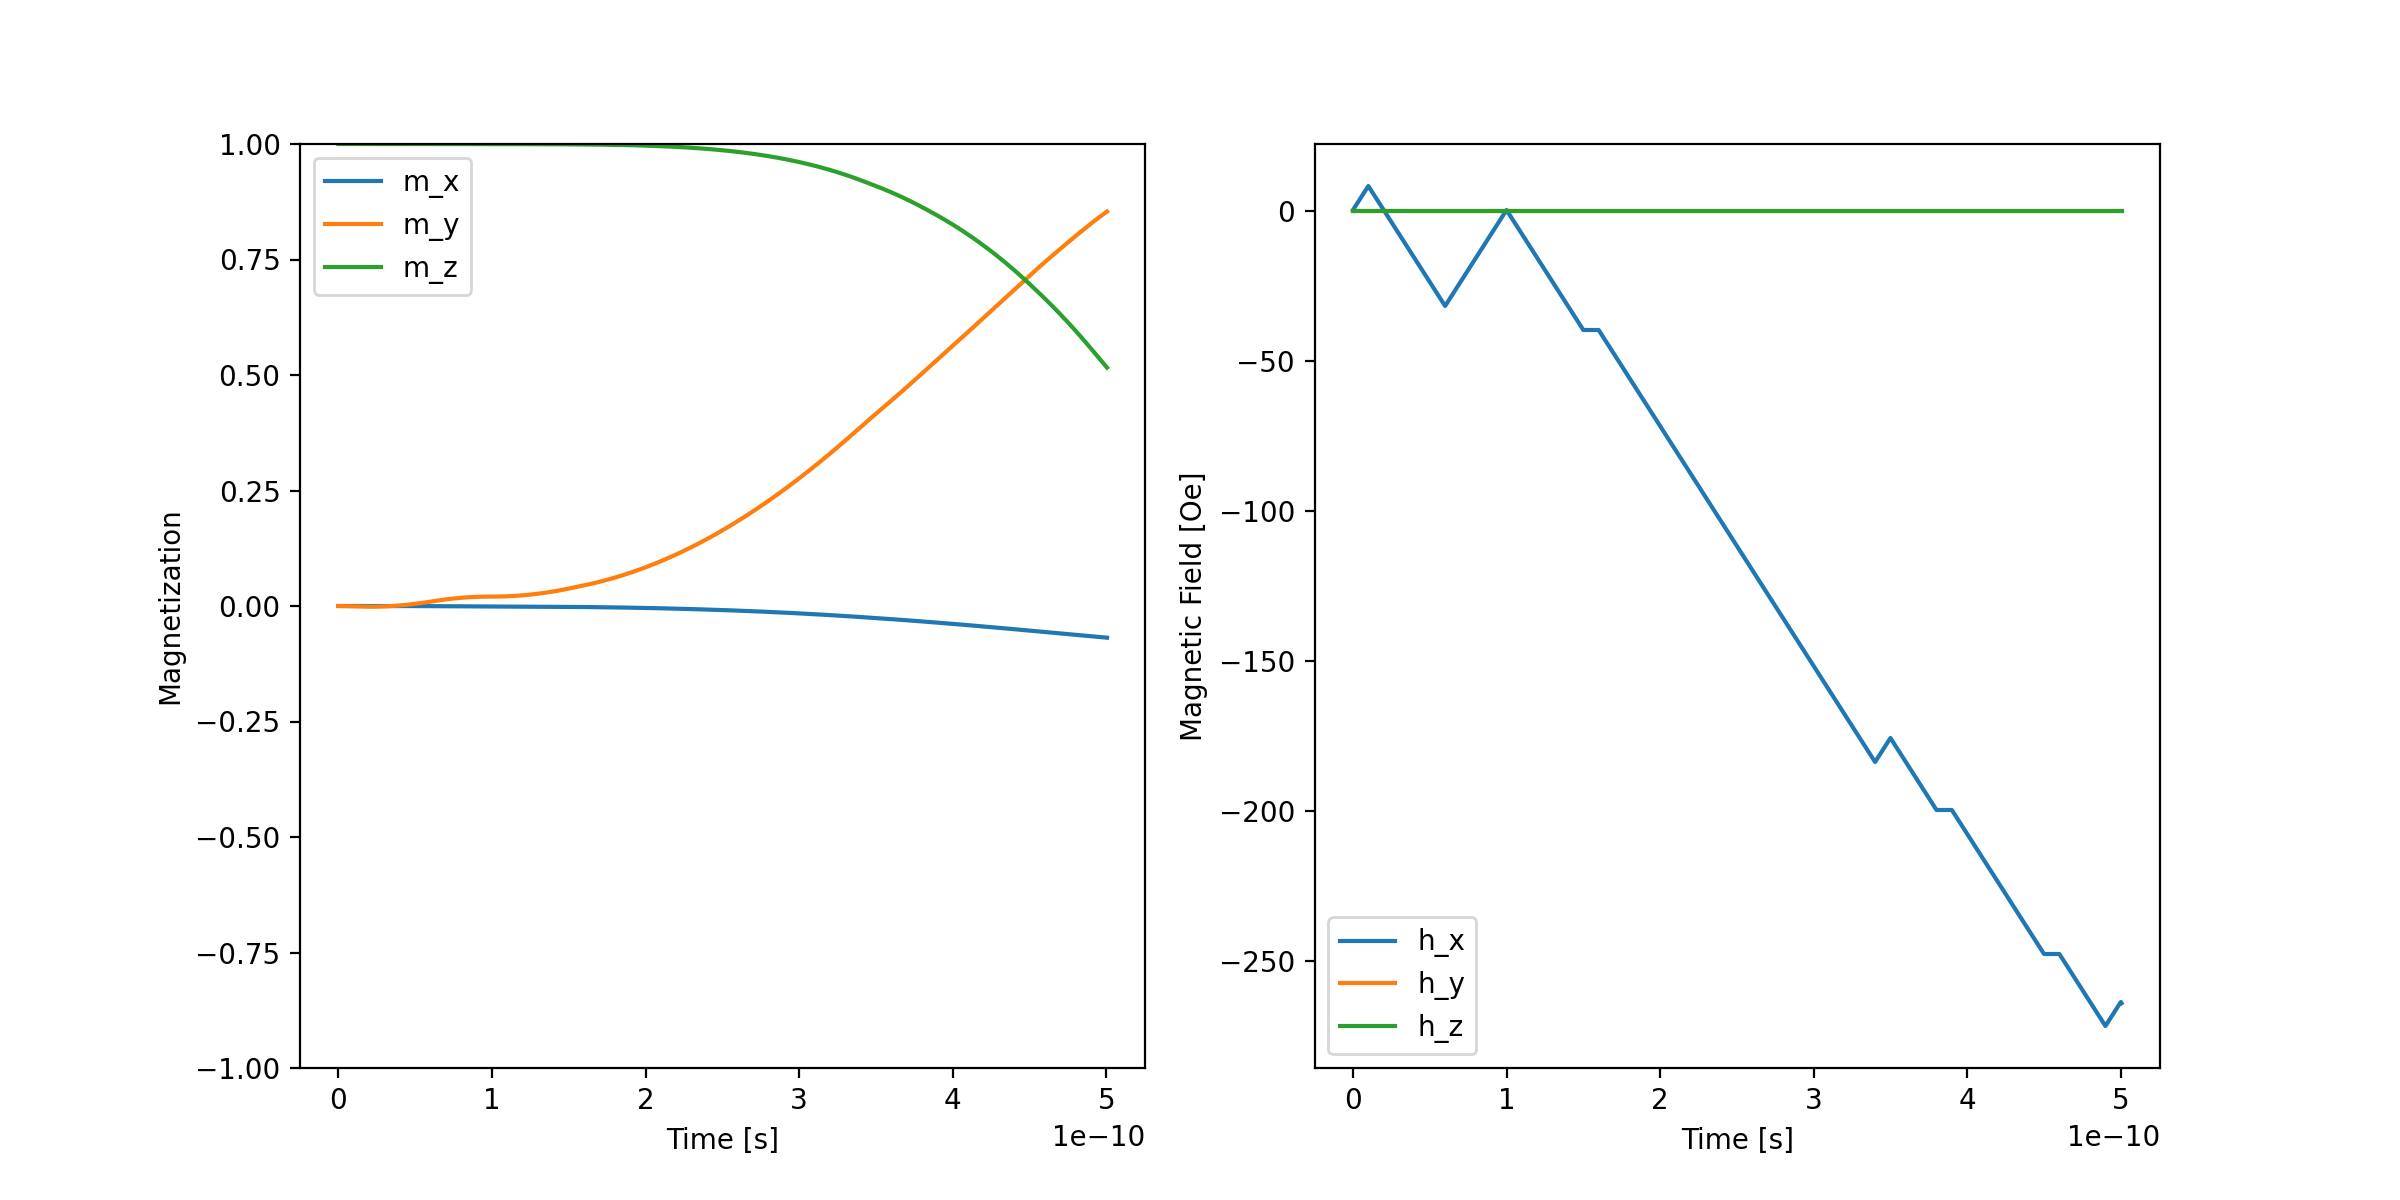 1.00
0.75
0.50
0.25
0.00
−0.25
−0.50
−0.75
−1.00
Magnetization
m_x
m_y
m_z
0 1 2 3 4 5
1e−10
Time [s]
0
−50
−100
−150
−200
−250
Magnetic Field [Oe]
h_x
h_y
h_z
0 1 2 3 4 5
1e−10
Time [s]